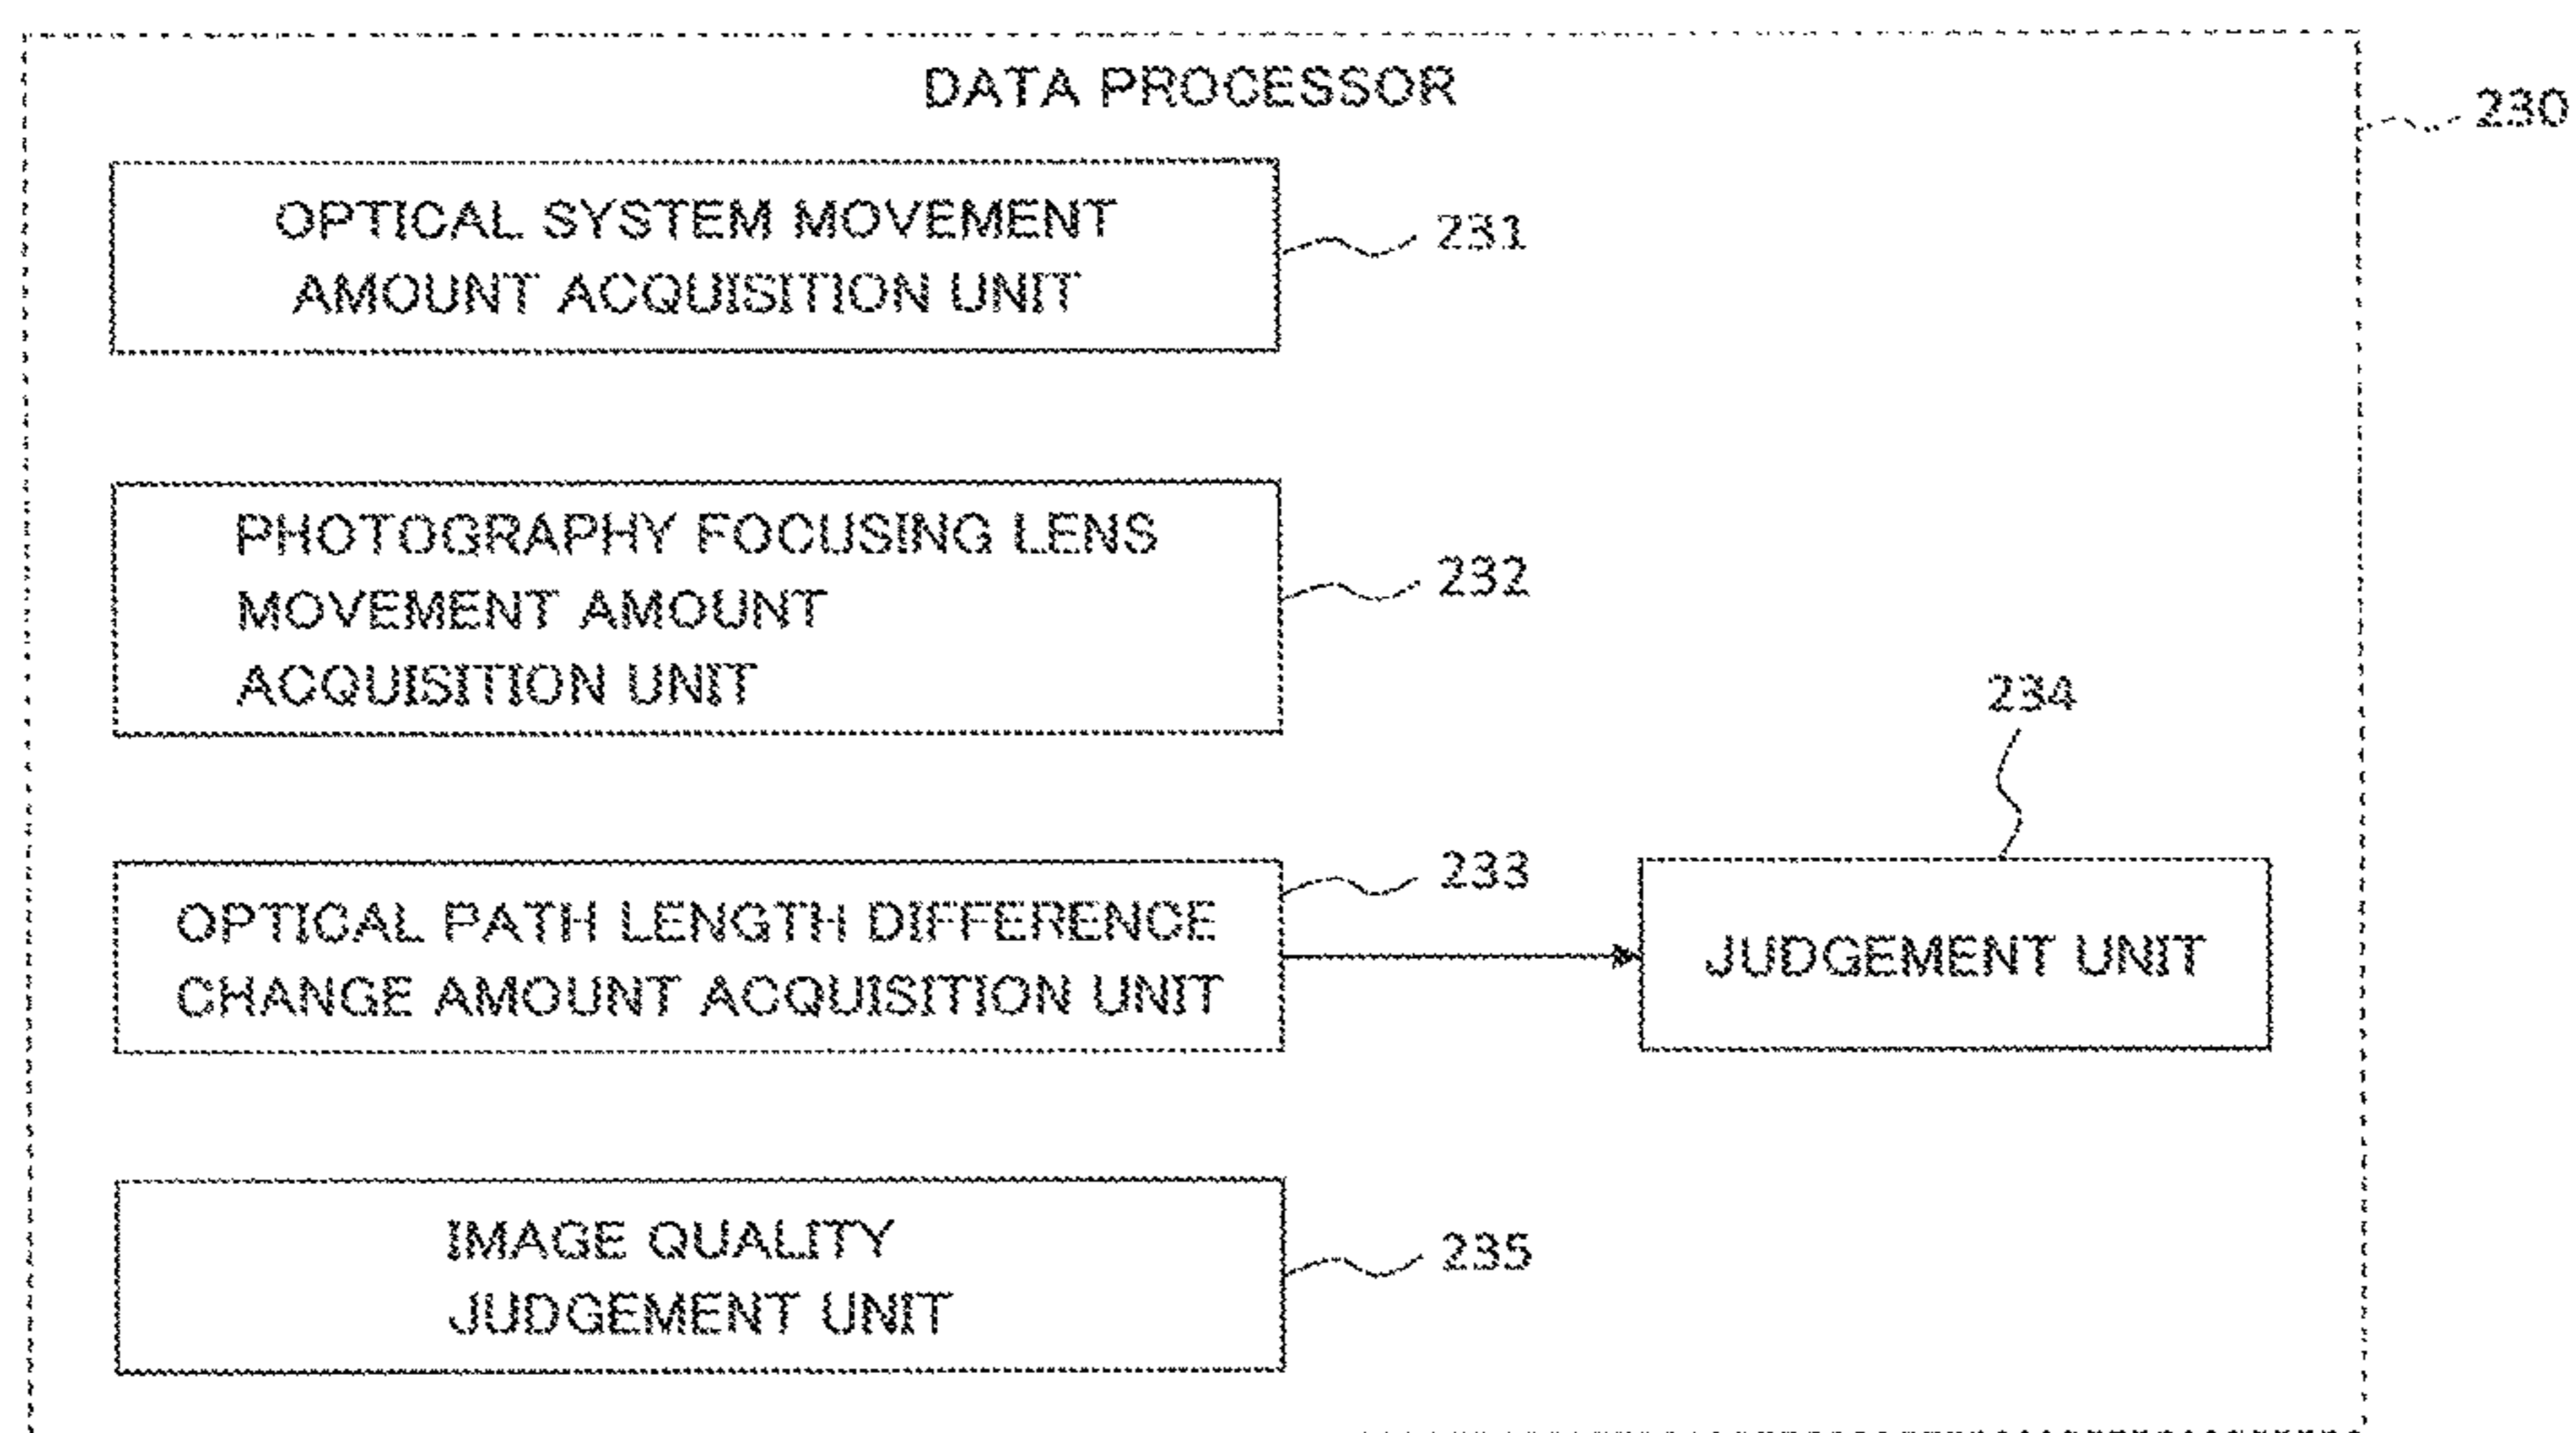 DATA PROCESSOR
230
OPTICAL SYSTEM MOVEMENT
AMOUNT ACQUISITION UNIT
231
PHOTOGRAPHY FOCUSING LENS
MOVEMENT AMOUNT
ACQUISITION UNIT
232
OPTICAL PATH LENGTH DIFFERENCE
CHANGE AMOUNT ACQUISITION UNIT
233
234
JUDGEMENT UNIT
IMAGE QUALITY
JUDGEMENT UNIT
235